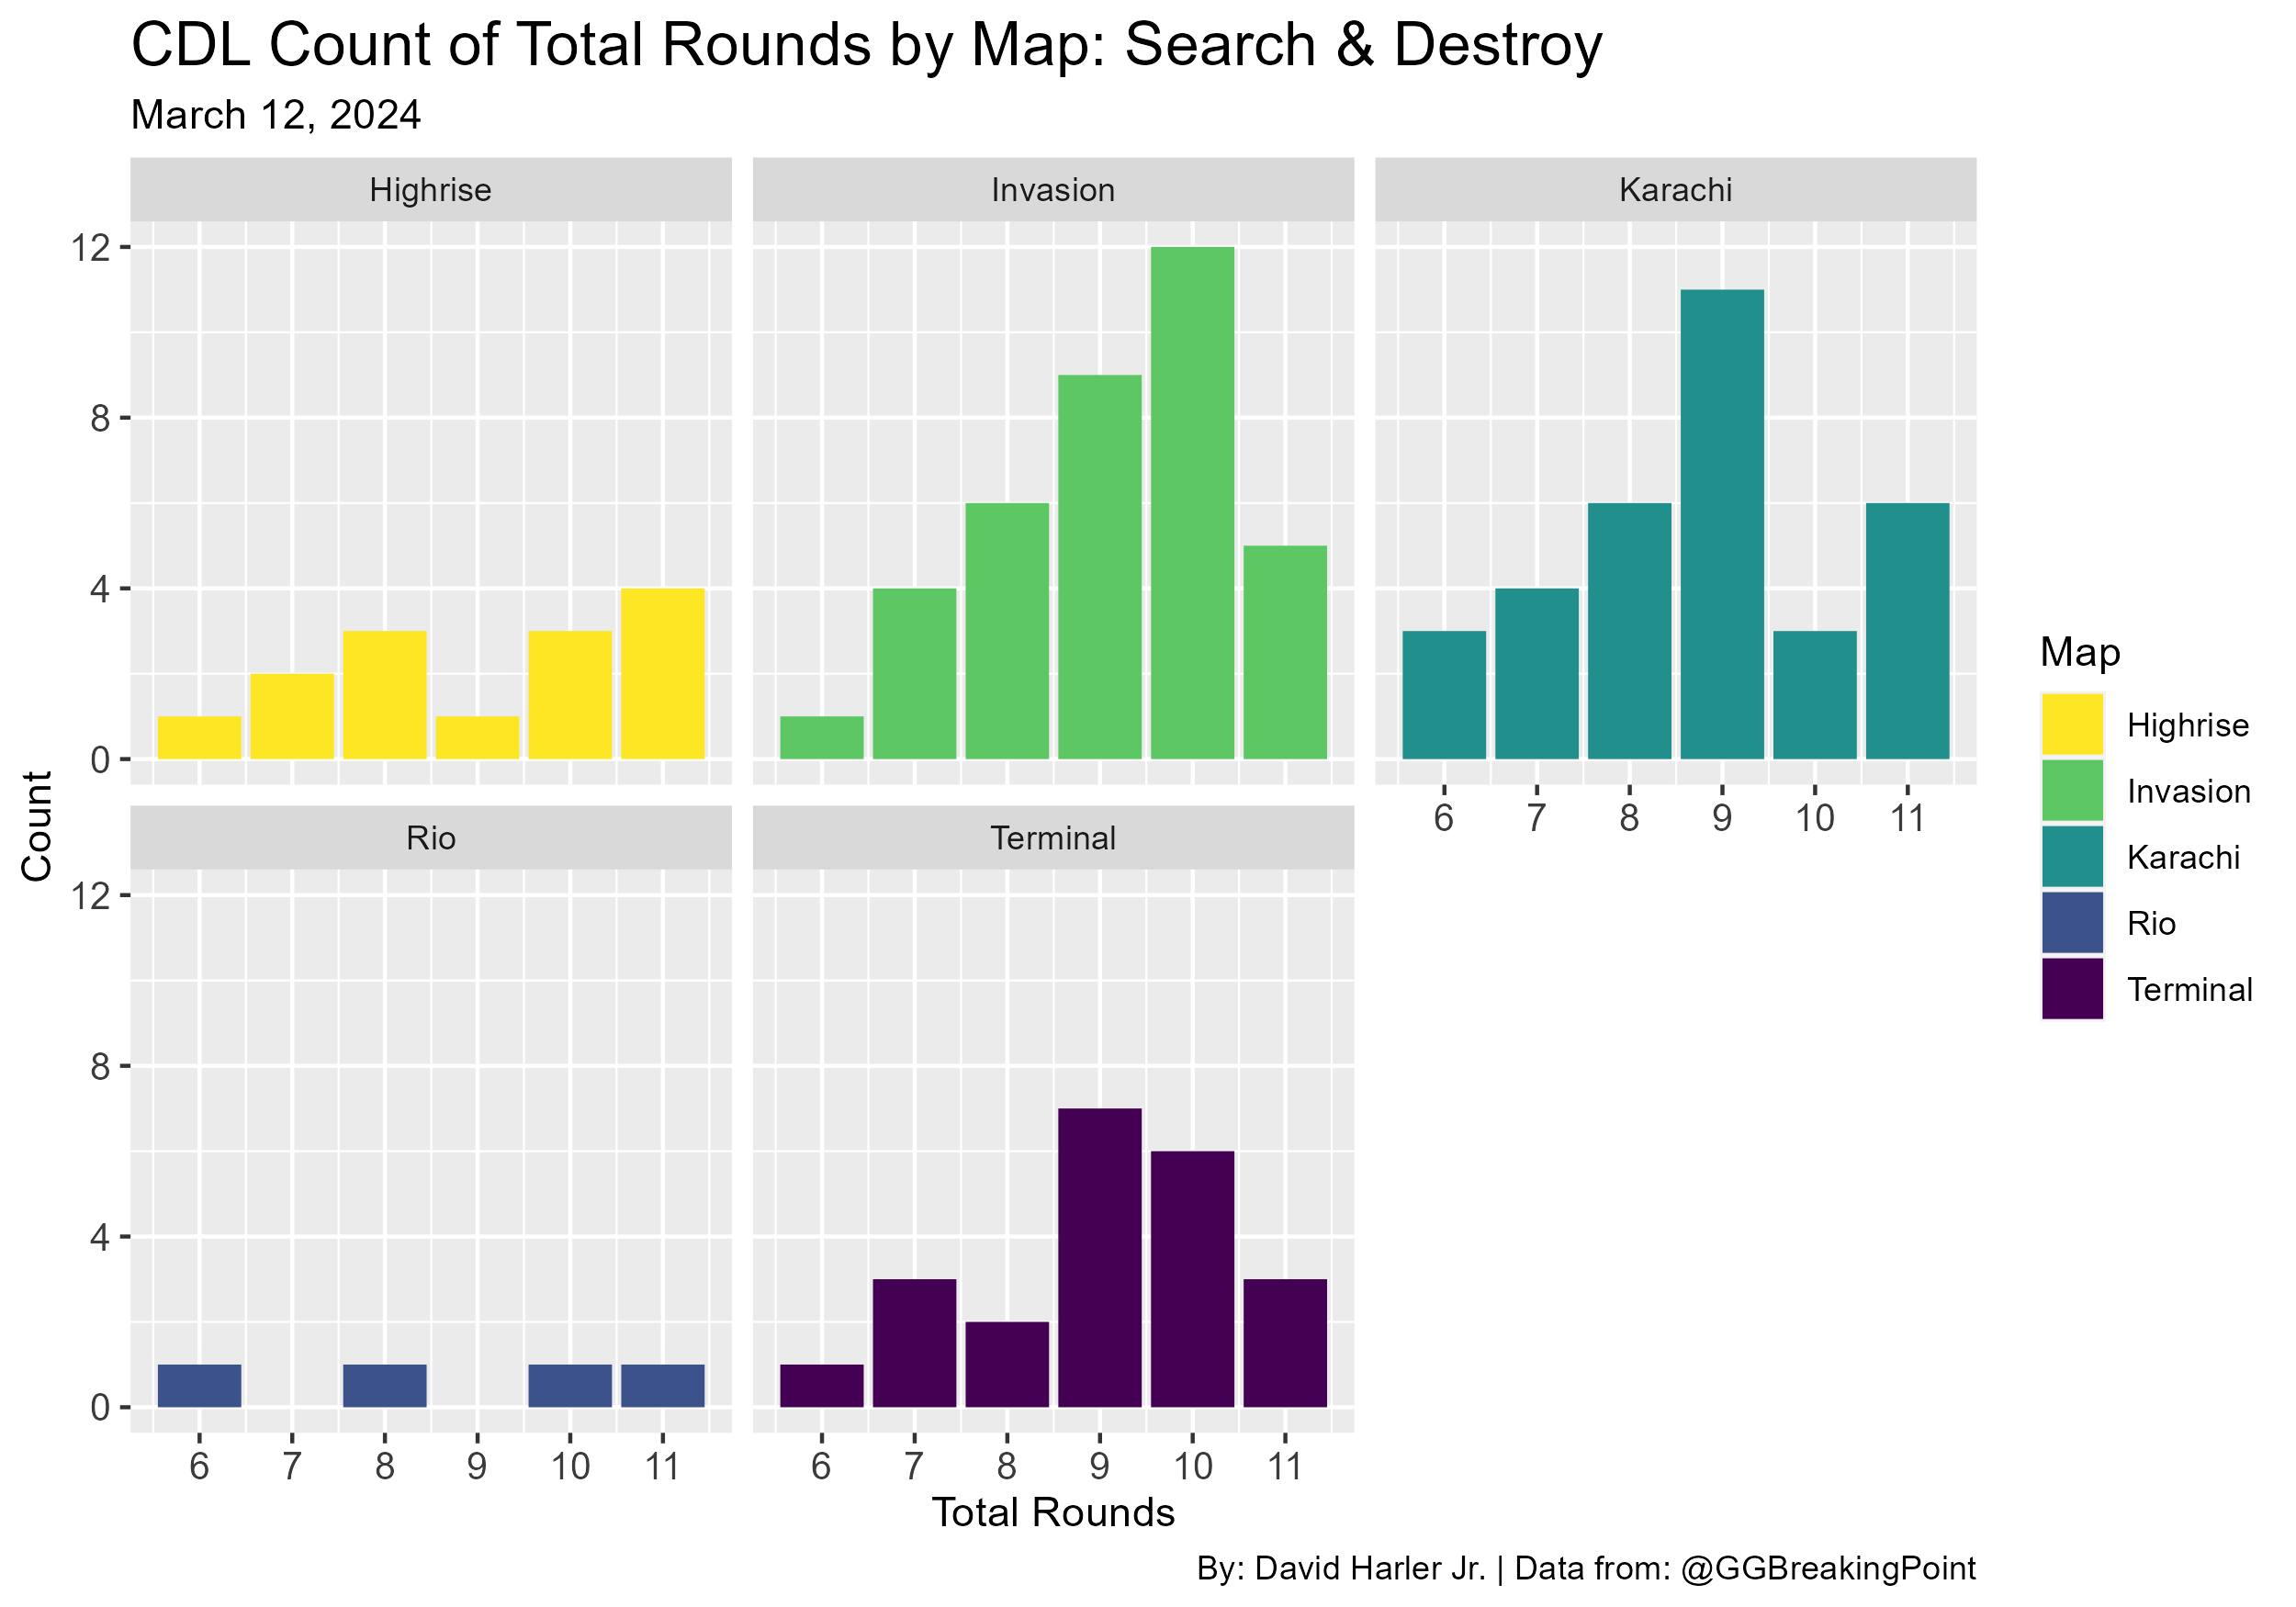 CDL Count of Total Rounds by Map: Search & Destroy
March 12, 2024
Highrise
Invasion
Karachi
12
8
4
0
6 7 8 9 10 11
Count
Rio
Terminal
12
8
4
0
6 7 8 9 10 11
6 7 8 9 10 11
Total Rounds
Map
Highrise
Invasion
Karachi
Rio
Terminal
By: David Harler Jr. | Data from: @GGBreakingPoint